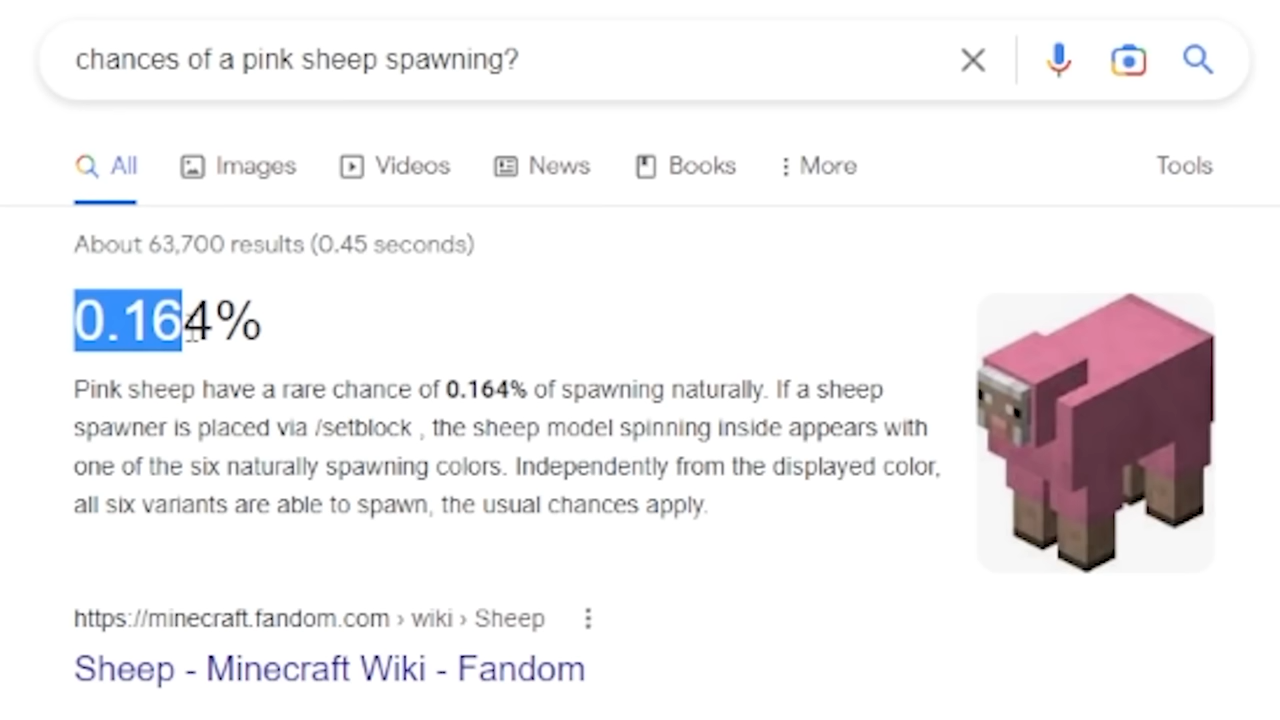 chances of a pink sheep spawning?
All Images Videos News Books More Tools
About 63,700 results (0.45 seconds)
0.164%
Pink sheep have a rare chance of 0.164% of spawning naturally. If a sheep
spawner is placed via /setblock , the sheep model spinning inside appears with
one of the six naturally spawning colors. Independently from the displayed color,
all six variants are able to spawn, the usual chances apply.
https://minecraft.fandom.com › wiki › Sheep
Sheep - Minecraft Wiki - Fandom